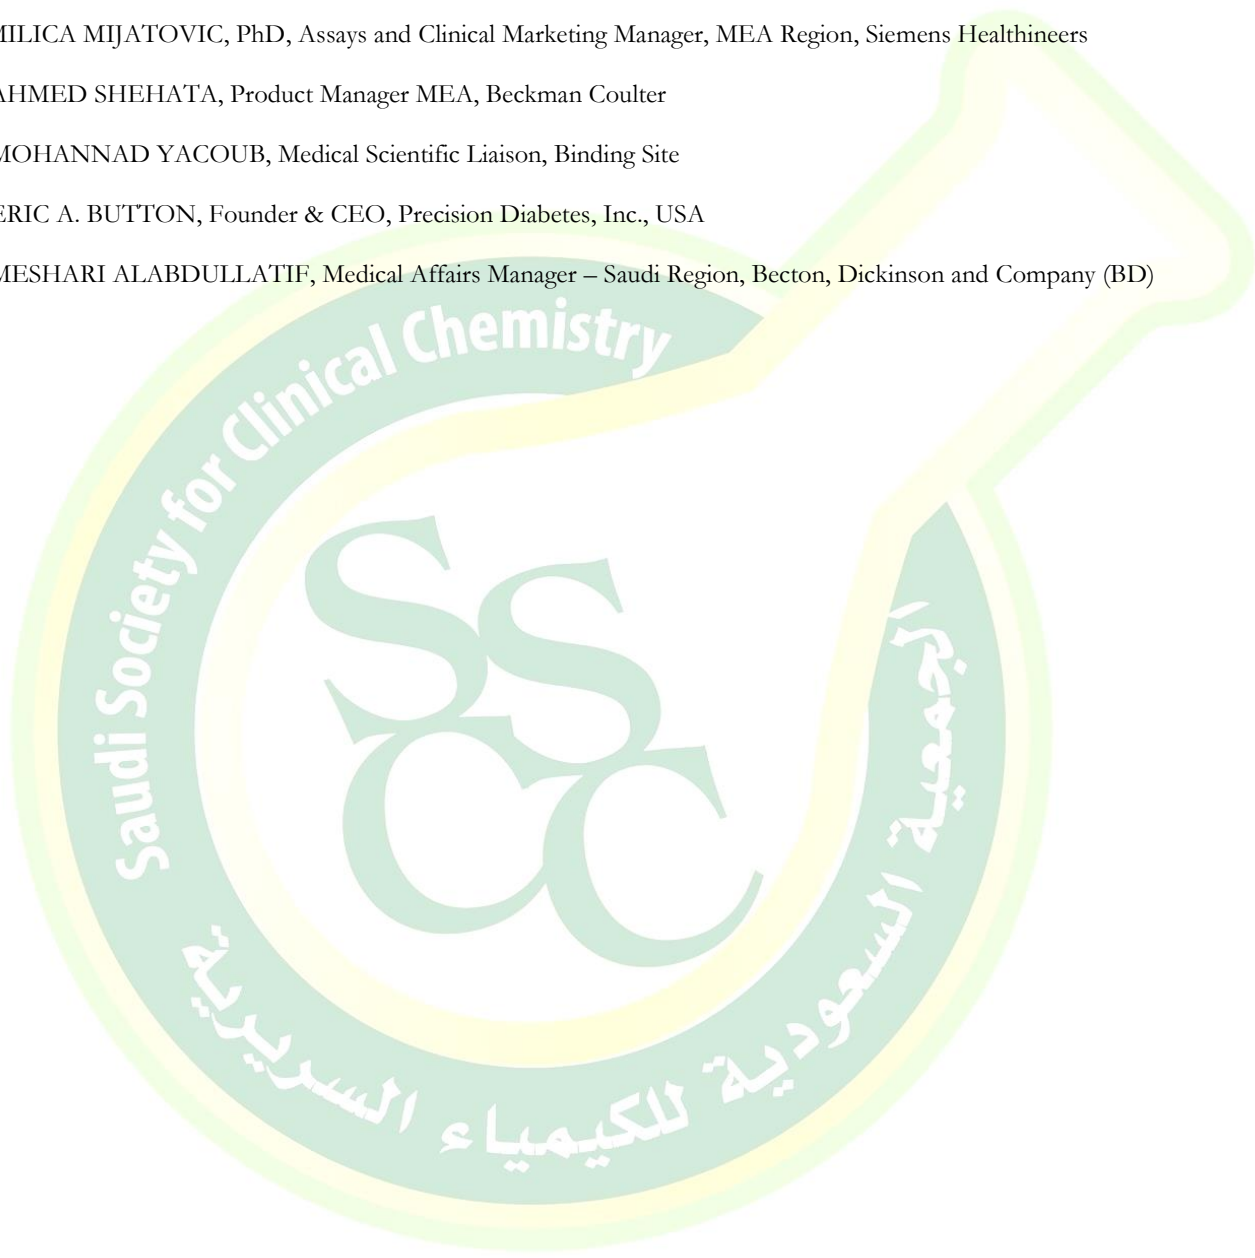 MILICA MIJATOVIC, PhD, Assays and Clinical Marketing Manager, MEA Region, Siemens Healthineers
AHMED SHEHATA, Product Manager MEA, Beckman Coulter
MOHANNAD YACOUB, Medical Scientific Liaison, Binding Site
ERIC A. BUTTON, Founder & CEO, Precision Diabetes, Inc., USA
MESHARI ALABDULLATIF, Medical Affairs Manager – Saudi Region, Becton, Dickinson and Company (BD)
Saudi Society for Clinical Chemistry
SSCC
الجمعية السعودية للكيمياء السريرية